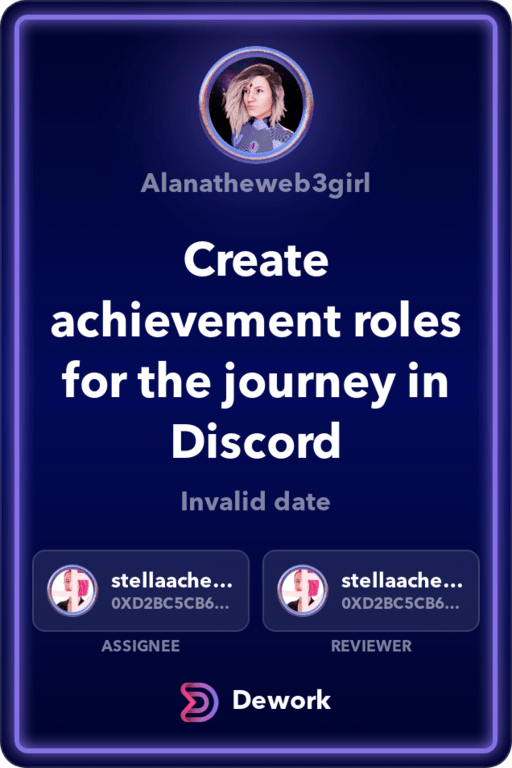 Alanatheweb3girl
Create
achievement roles
for the journey in
Discord
Invalid date
stellaache...
0XD2BC5CB6...
ASSIGNEE
stellaache...
0XD2BC5CB6...
REVIEWER
Dework